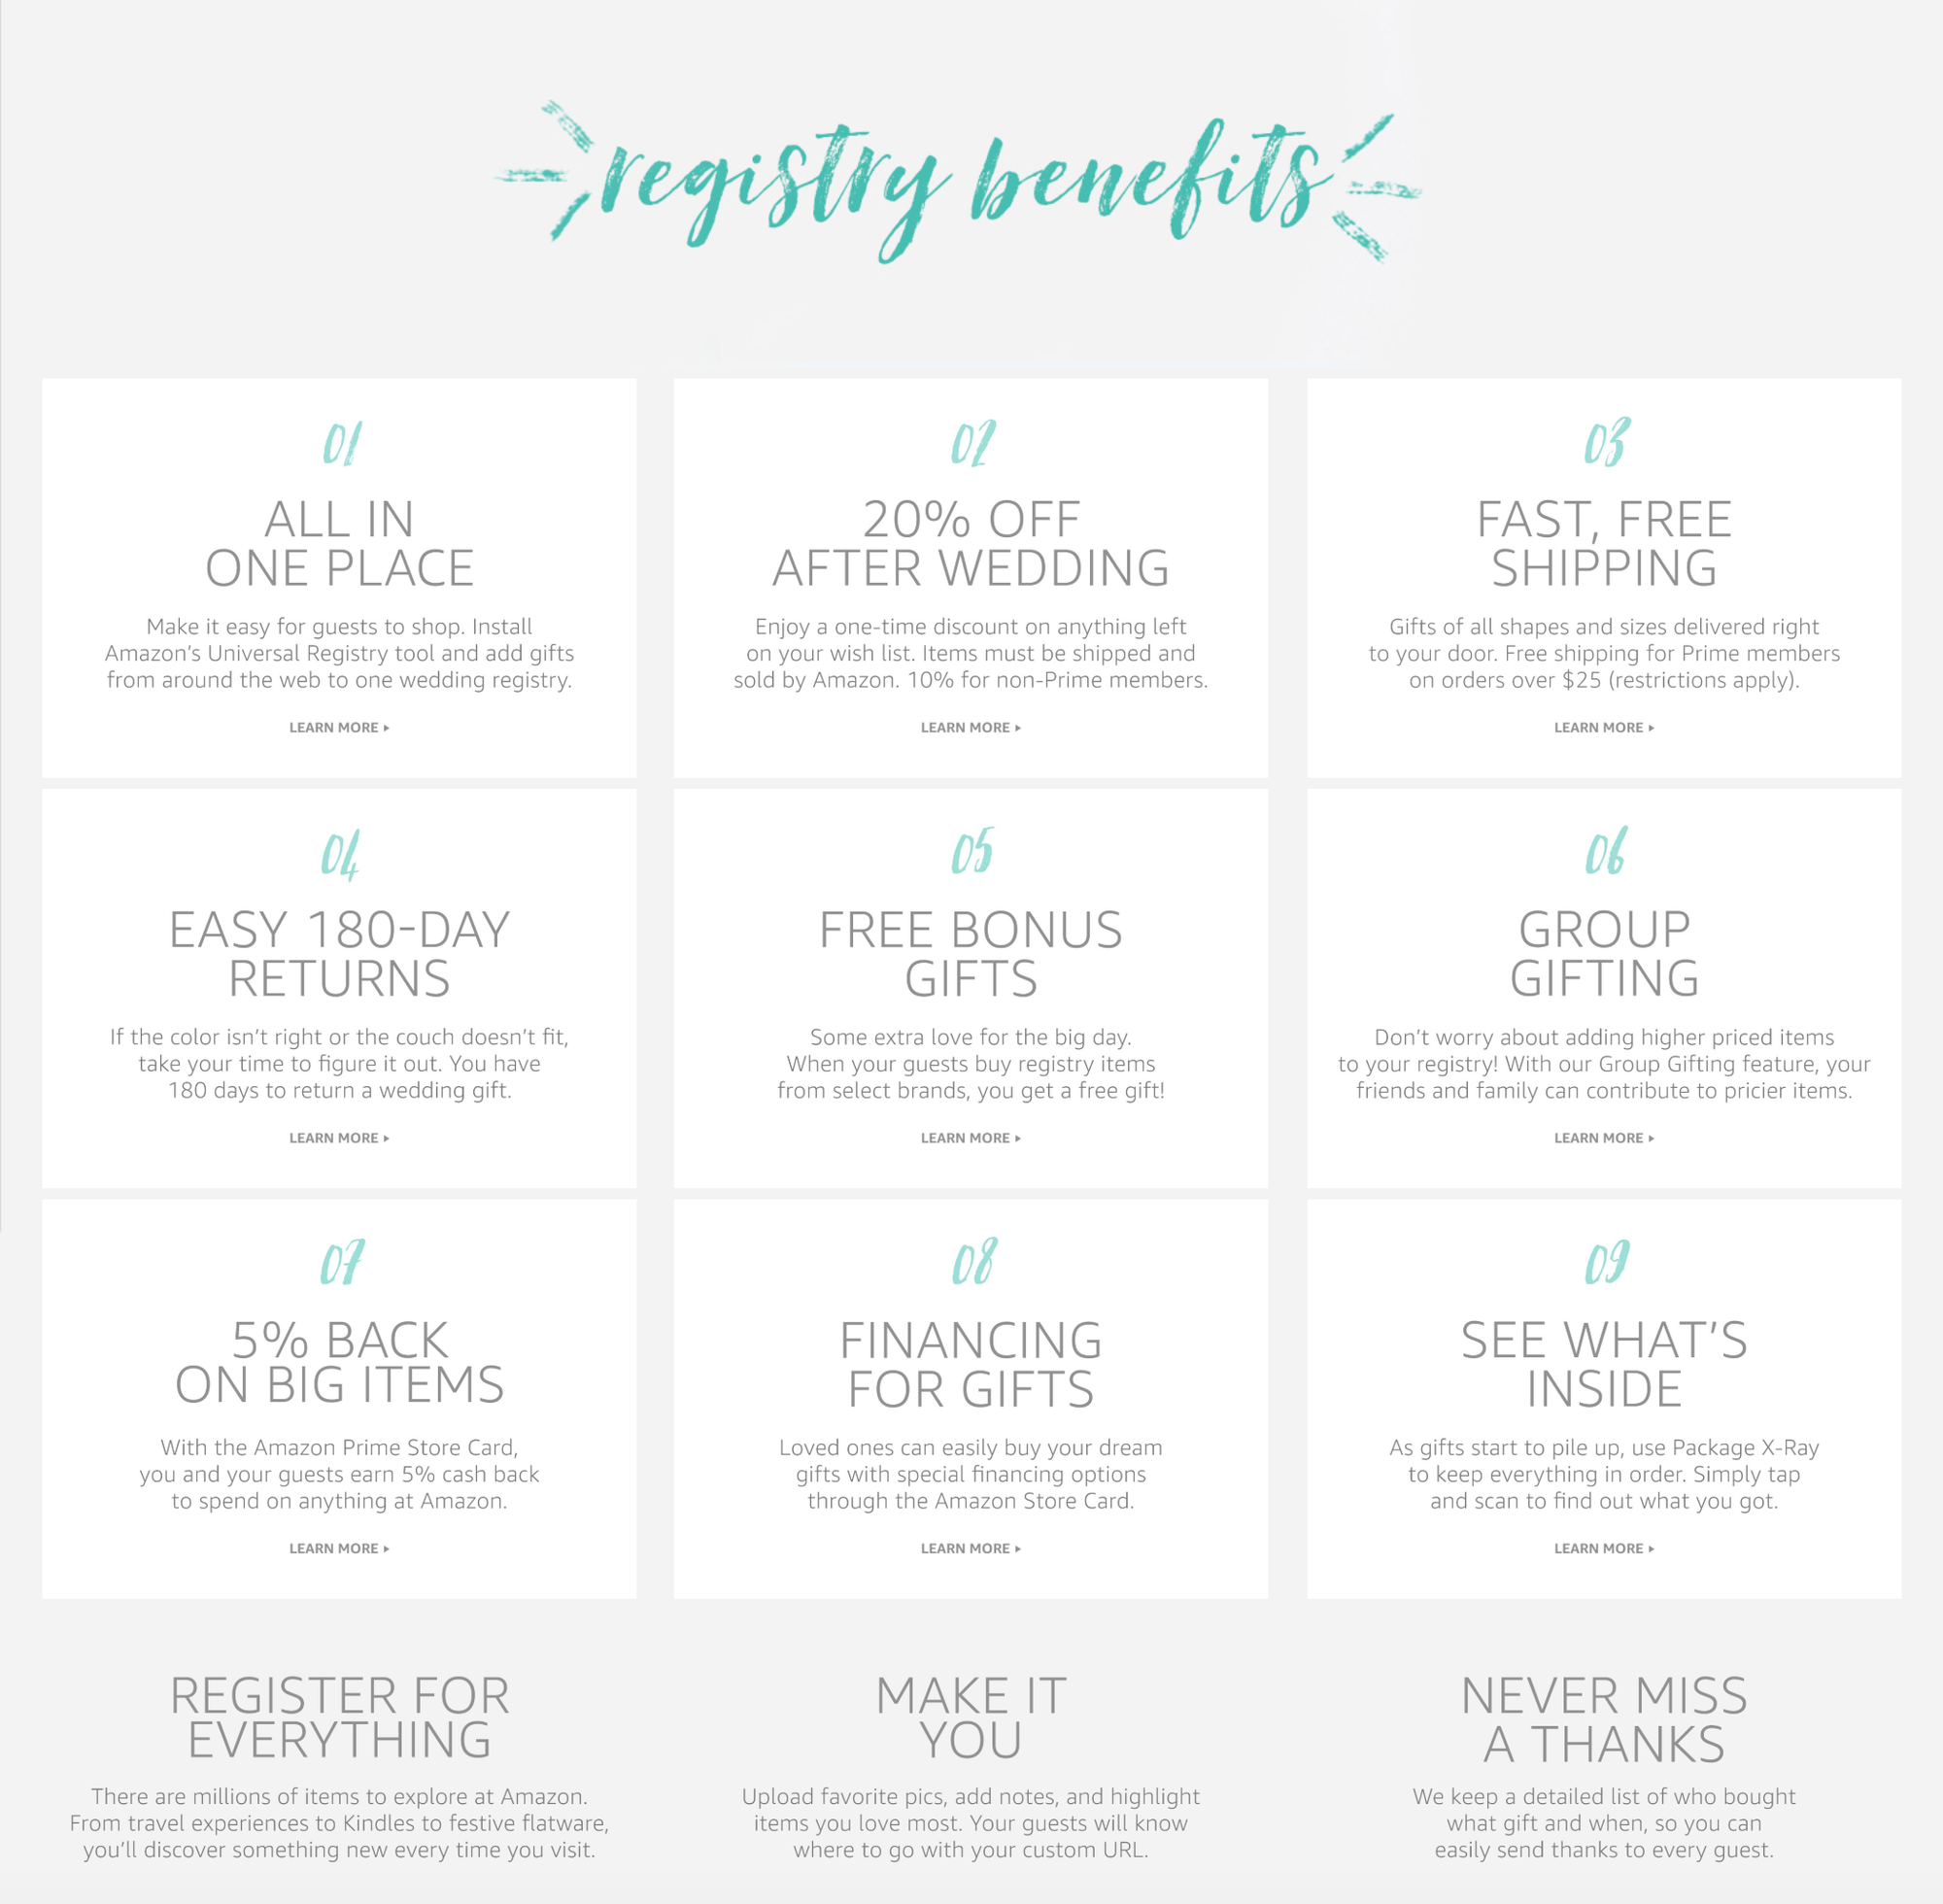 registry benefits
01
ALL IN
ONE PLACE
Make it easy for guests to shop. Install
Amazon’s Universal Registry tool and add gifts
from around the web to one wedding registry.
LEARN MORE ▸
02
20% OFF
AFTER WEDDING
Enjoy a one-time discount on anything left
on your wish list. Items must be shipped and
sold by Amazon. 10% for non-Prime members.
LEARN MORE ▸
03
FAST, FREE
SHIPPING
Gifts of all shapes and sizes delivered right
to your door. Free shipping for Prime members
on orders over $25 (restrictions apply).
LEARN MORE ▸
04
EASY 180-DAY
RETURNS
If the color isn’t right or the couch doesn’t fit,
take your time to figure it out. You have
180 days to return a wedding gift.
LEARN MORE ▸
05
FREE BONUS
GIFTS
Some extra love for the big day.
When your guests buy registry items
from select brands, you get a free gift!
LEARN MORE ▸
06
GROUP
GIFTING
Don’t worry about adding higher priced items
to your registry! With our Group Gifting feature, your
friends and family can contribute to pricier items.
LEARN MORE ▸
07
5% BACK
ON BIG ITEMS
With the Amazon Prime Store Card,
you and your guests earn 5% cash back
to spend on anything at Amazon.
LEARN MORE ▸
08
FINANCING
FOR GIFTS
Loved ones can easily buy your dream
gifts with special financing options
through the Amazon Store Card.
LEARN MORE ▸
09
SEE WHAT’S
INSIDE
As gifts start to pile up, use Package X-Ray
to keep everything in order. Simply tap
and scan to find out what you got.
LEARN MORE ▸
REGISTER FOR
EVERYTHING
There are millions of items to explore at Amazon.
From travel experiences to Kindles to festive flatware,
you’ll discover something new every time you visit.
MAKE IT
YOU
Upload favorite pics, add notes, and highlight
items you love most. Your guests will know
where to go with your custom URL.
NEVER MISS
A THANKS
We keep a detailed list of who bought
what gift and when, so you can
easily send thanks to every guest.